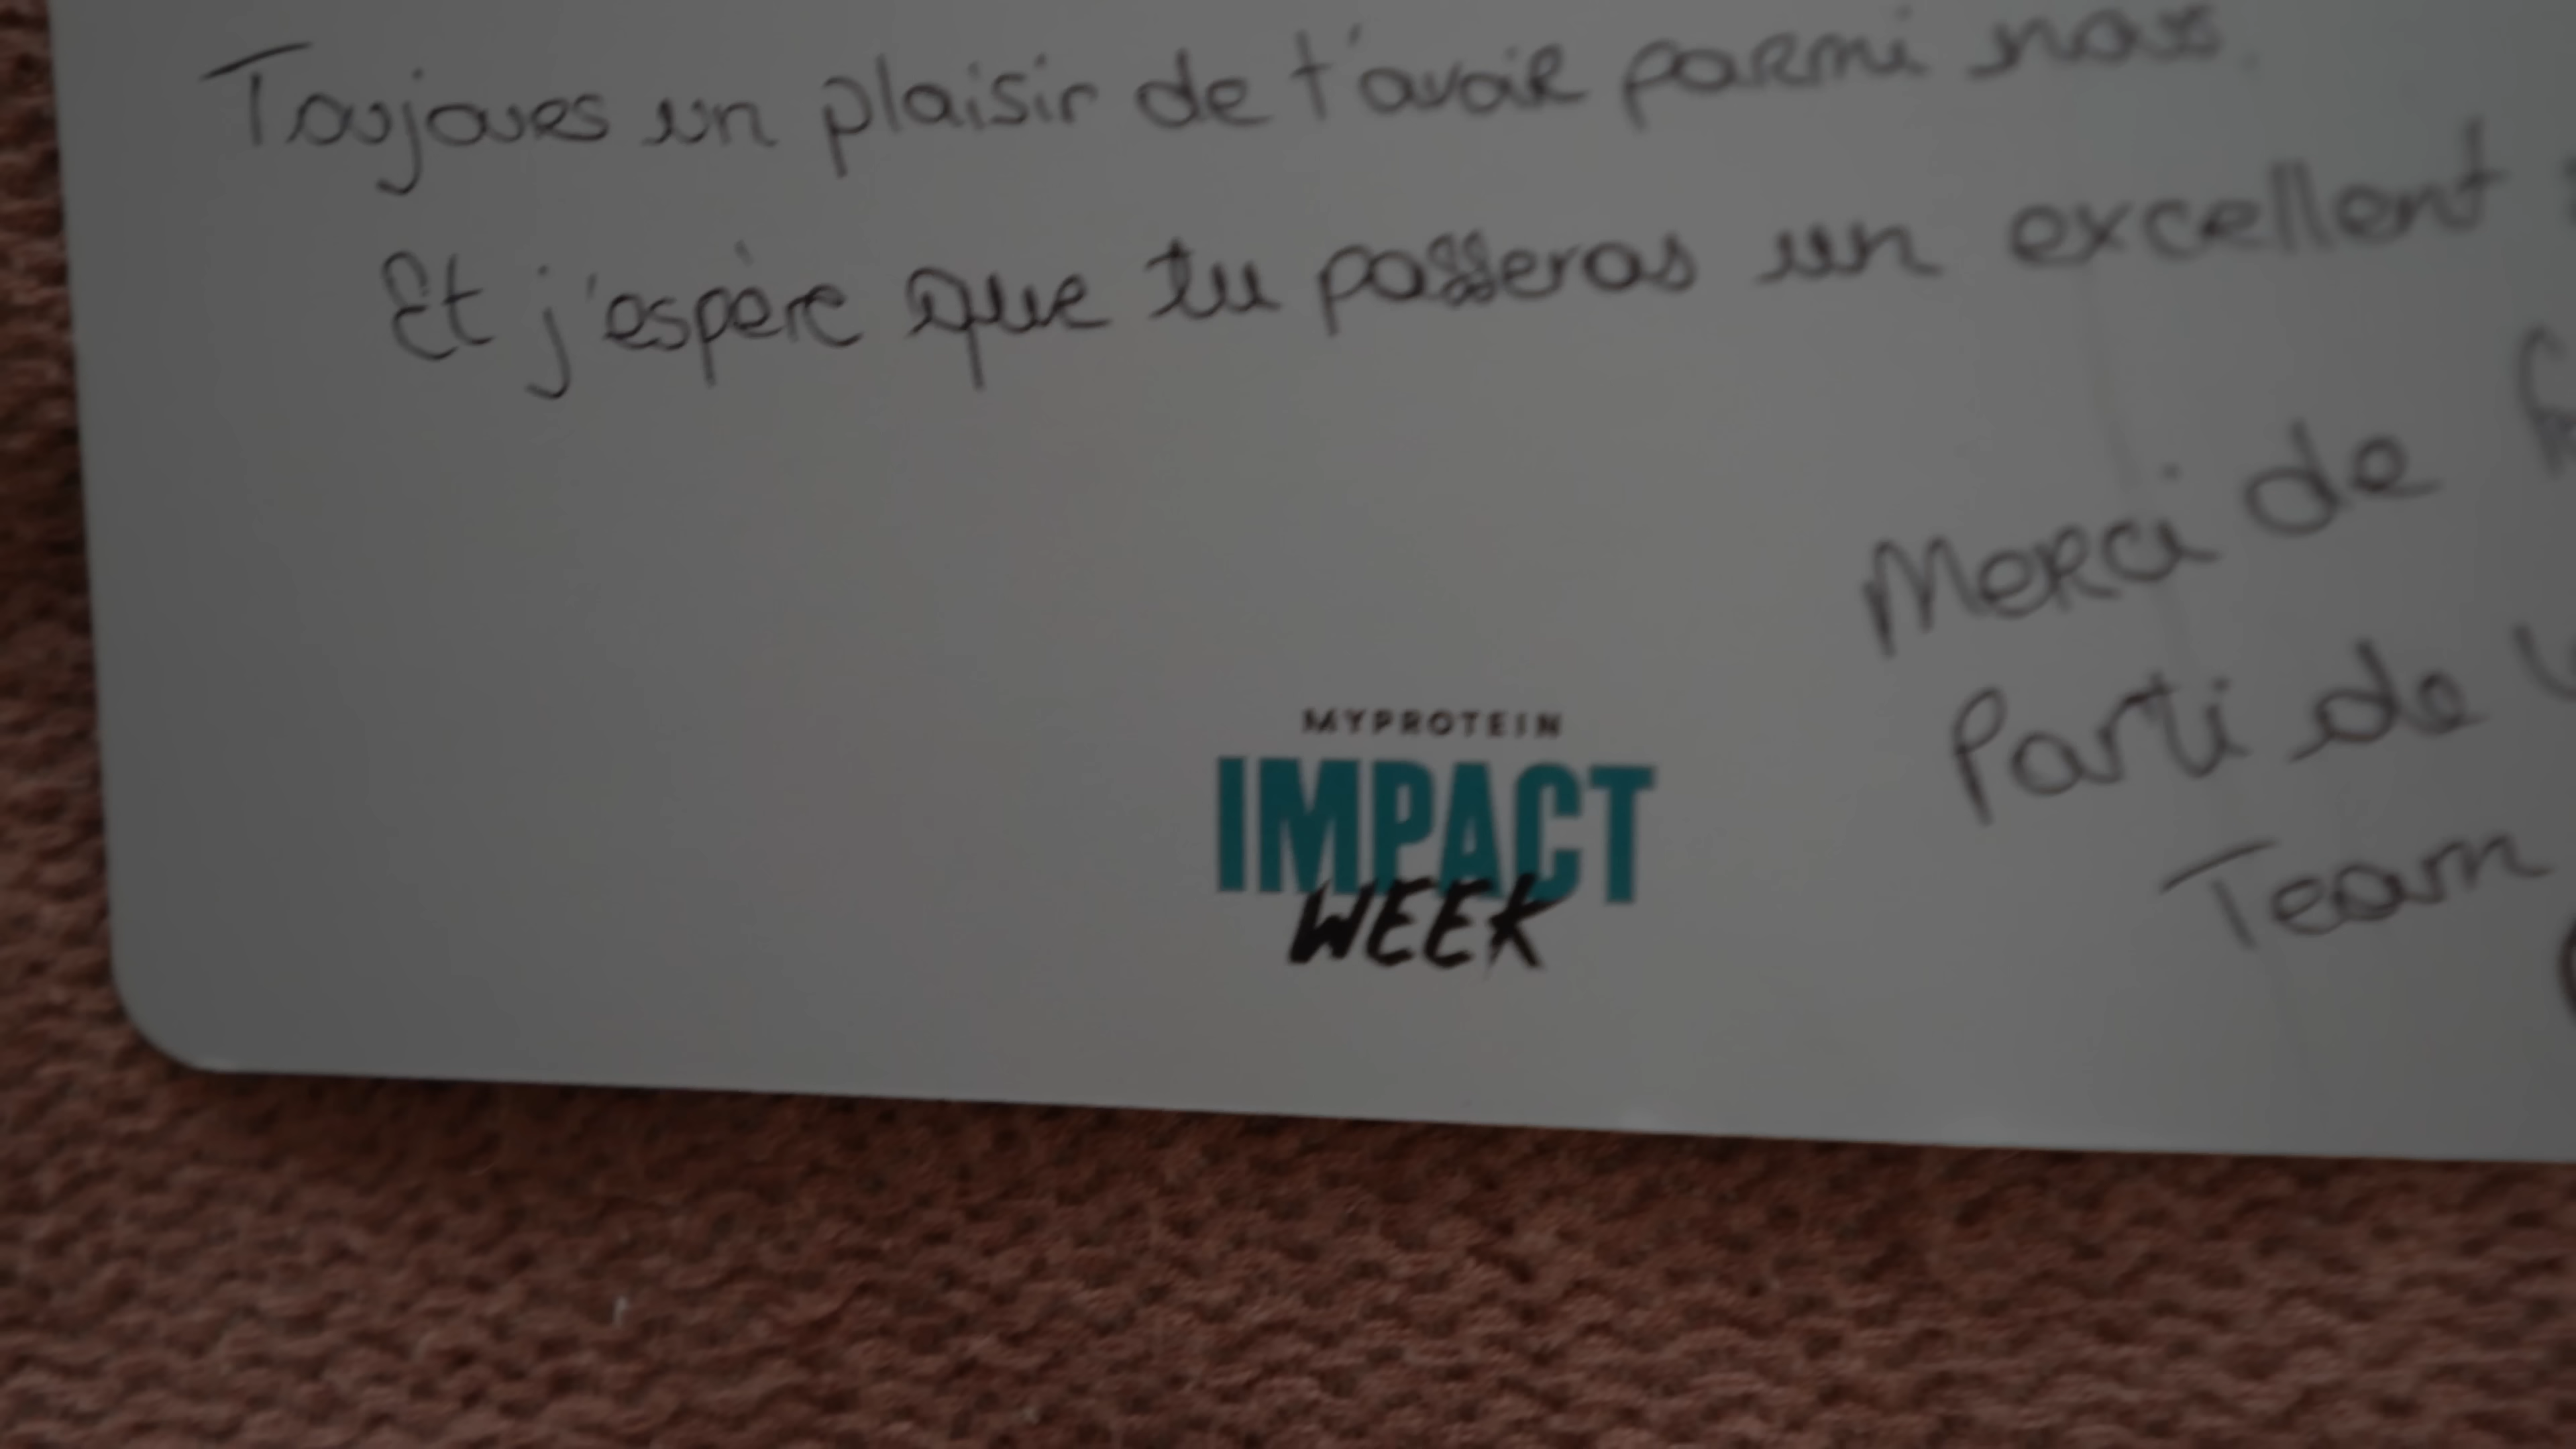 Toujours un plaisir de t'avoir parmi nous.
Et j'espère que tu passeras un excellent
Merci de
Parti de
Team
MYPROTEIN
IMPACT
WEEK